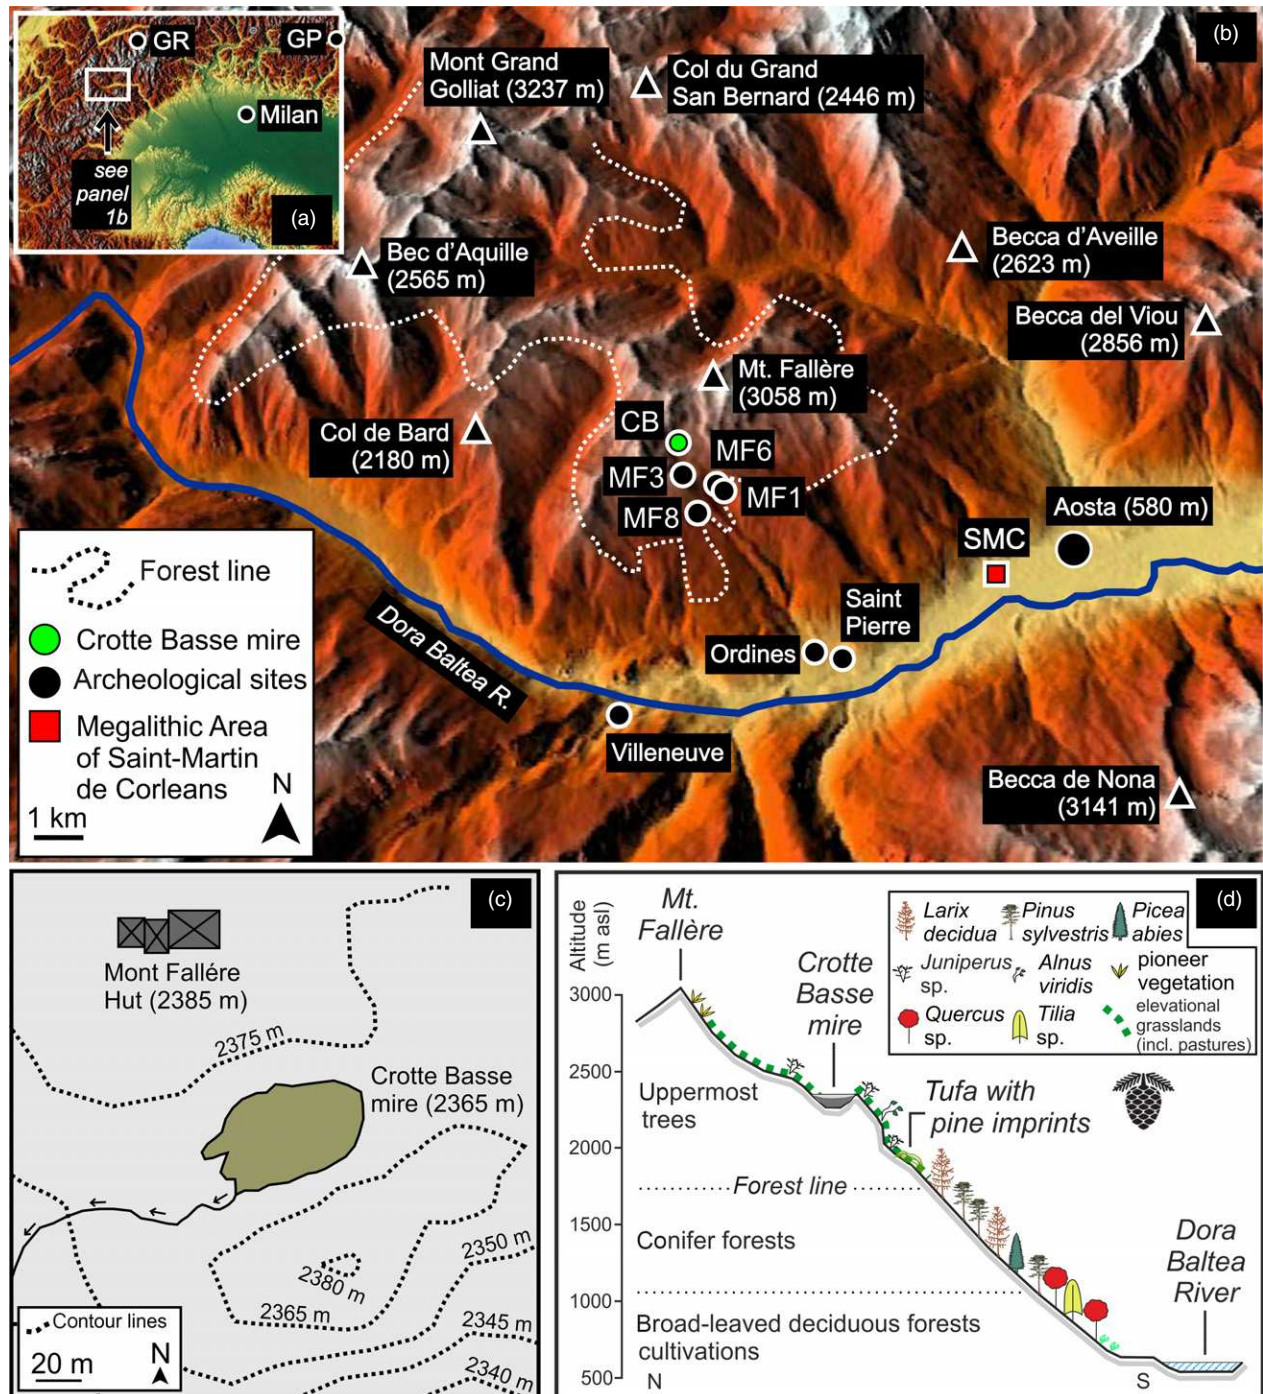 GR
GP
Milan
see
panel
1b
(a)
(b)
Mont Grand
Golliat (3237 m)
Col du Grand
San Bernard (2446 m)
Bec d'Aquille
(2565 m)
Becca d'Aveille
(2623 m)
Becca del Viou
(2856 m)
Mt. Fallère
(3058 m)
Col de Bard
(2180 m)
CB
MF6
MF3
MF1
MF8
Aosta (580 m)
SMC
Saint
Pierre
Ordines
Dora Baltea R.
Villeneuve
Becca de Nona
(3141 m)
Forest line
Crotte Basse mire
Archeological sites
Megalithic Area
of Saint-Martin
de Corleans
N
1 km
(c)
Mont Fallére
Hut (2385 m)
2375 m
Crotte Basse
mire (2365 m)
2350 m
2380 m
2365 m
2345 m
2340 m
Contour lines
20 m
N
(d)
Altitude
(m asl)
3000
2500
2000
1500
1000
500
Mt.
Fallère
Crotte
Basse
mire
Larix
decidua
Pinus
sylvestris
Picea
abies
Juniperus
sp.
Alnus
viridis
pioneer
vegetation
Quercus
sp.
Tilia
sp.
elevational
grasslands
(incl. pastures)
Uppermost
trees
Tufa with
pine imprints
Forest line
Conifer forests
Dora
Baltea
River
Broad-leaved deciduous forests
cultivations
N
S